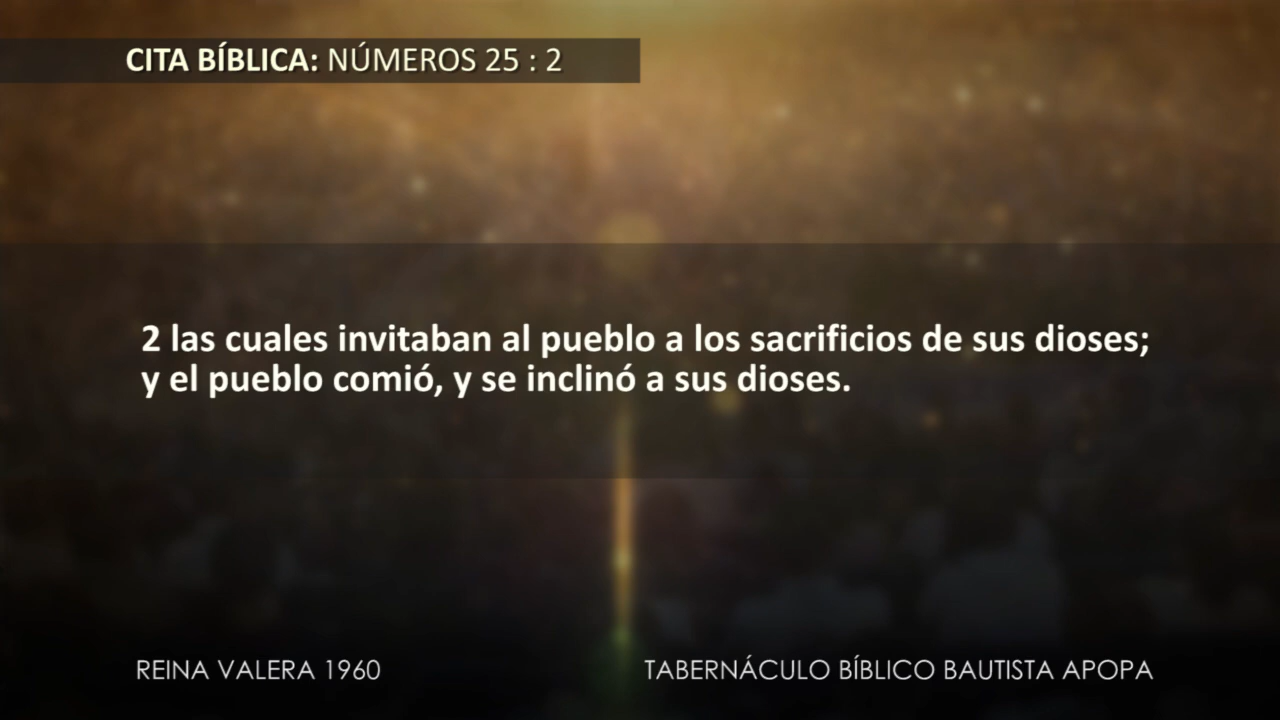 CITA BÍBLICA: NÚMEROS 25 : 2
2 las cuales invitaban al pueblo a los sacrificios de sus dioses;
y el pueblo comió, y se inclinó a sus dioses.
REINA VALERA 1960
TABERNÁCULO BÍBLICO BAUTISTA APOPA